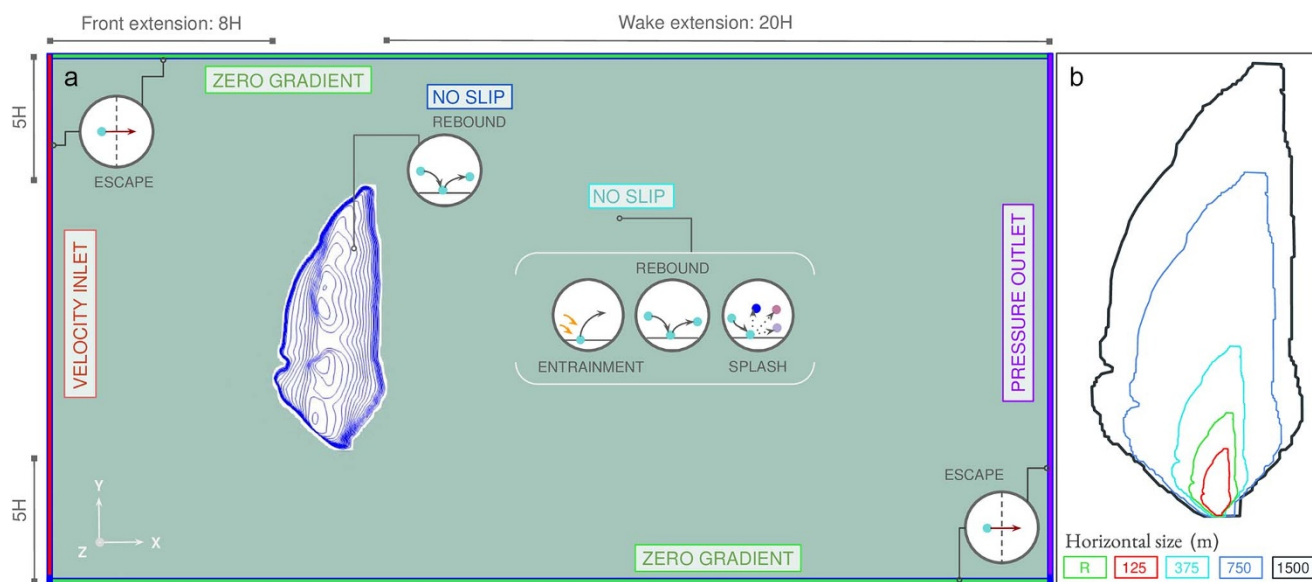 Front extension: 8H
Wake extension: 20H
a
ZERO GRADIENT
b
5H
NO SLIP
REBOUND
ESCAPE
NO SLIP
VELOCITY INLET
PRESSURE OUTLET
REBOUND
ENTRAINMENT
SPLASH
5H
ESCAPE
Y
Z
X
ZERO GRADIENT
Horizontal size (m)
R 125 375 750 1500